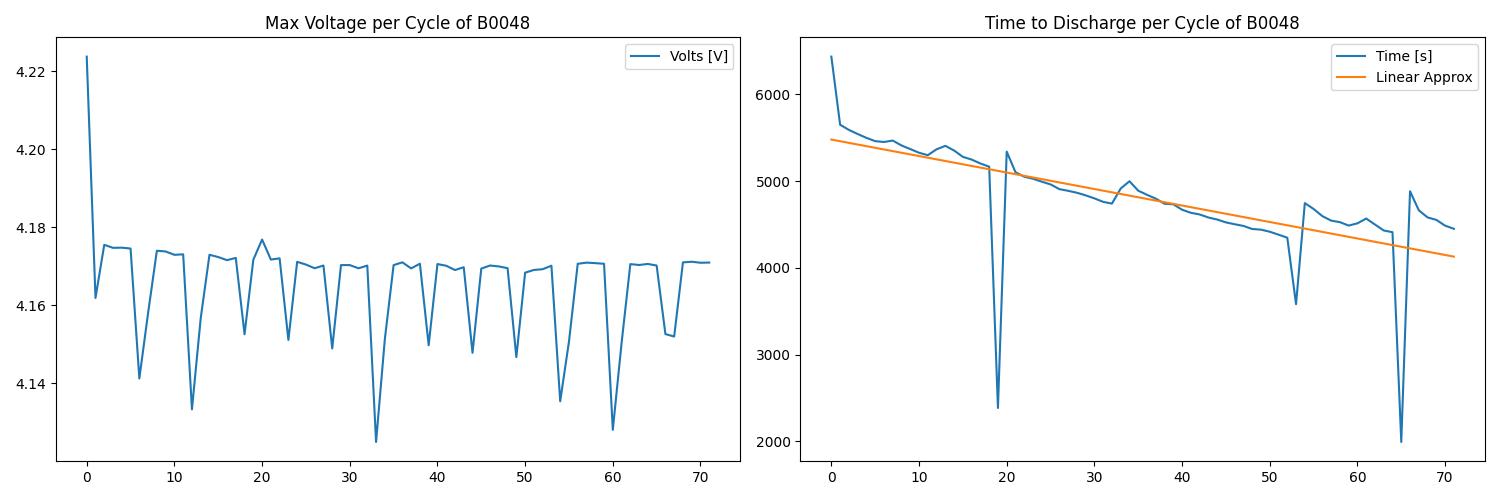 Max Voltage per Cycle of B0048
Volts [V]
4.22
4.20
4.18
4.16
4.14
0 10 20 30 40 50 60 70
Time to Discharge per Cycle of B0048
Time [s]
Linear Approx
6000
5000
4000
3000
2000
0 10 20 30 40 50 60 70